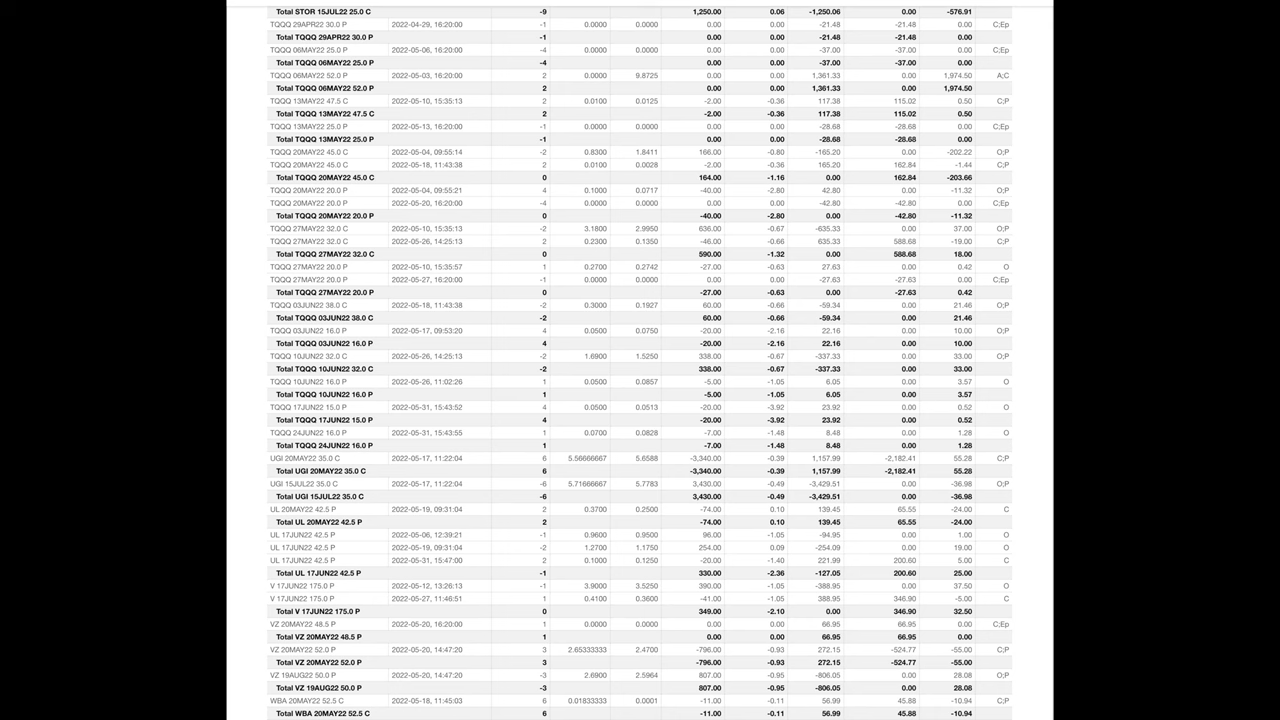 Total STOR 15JUL22 25.0 C -9 1,250.00 0.06 -1,250.06 0.00 -576.91
TQQQ 29APR22 30.0 P 2022-04-29, 16:20:00 -1 0.0000 0.0000 0.00 0.00 -21.48 -21.48 0.00 C;Ep
Total TQQQ 29APR22 30.0 P -1 0.00 0.00 -21.48 -21.48 0.00
TQQQ 06MAY22 25.0 P 2022-05-06, 16:20:00 -4 0.0000 0.0000 0.00 0.00 -37.00 -37.00 0.00 C;Ep
Total TQQQ 06MAY22 25.0 P -4 0.00 0.00 -37.00 -37.00 0.00
TQQQ 06MAY22 52.0 P 2022-05-03, 16:20:00 2 0.0000 9.8725 0.00 0.00 1,361.33 0.00 1,974.50 A;C
Total TQQQ 06MAY22 52.0 P 2 0.00 0.00 1,361.33 0.00 1,974.50
TQQQ 13MAY22 47.5 C 2022-05-10, 15:35:13 2 0.0100 0.0125 -2.00 -0.36 117.38 115.02 0.50 C;P
Total TQQQ 13MAY22 47.5 C 2 -2.00 -0.36 117.38 115.02 0.50
TQQQ 13MAY22 25.0 P 2022-05-13, 16:20:00 -1 0.0000 0.0000 0.00 0.00 -28.68 -28.68 0.00 C;Ep
Total TQQQ 13MAY22 25.0 P -1 0.00 0.00 -28.68 -28.68 0.00
TQQQ 20MAY22 45.0 C 2022-05-04, 09:55:14 -2 0.8300 1.8411 166.00 -0.80 -165.20 0.00 -202.22 O;P
TQQQ 20MAY22 45.0 C 2022-05-18, 11:43:38 2 0.0100 0.0028 -2.00 -0.36 165.20 162.84 -1.44 C;P
Total TQQQ 20MAY22 45.0 C 0 164.00 -1.16 0.00 162.84 -203.66
TQQQ 20MAY22 20.0 P 2022-05-04, 09:55:21 4 0.1000 0.0717 -40.00 -2.80 42.80 0.00 -11.32 O;P
TQQQ 20MAY22 20.0 P 2022-05-20, 16:20:00 -4 0.0000 0.0000 0.00 0.00 -42.80 -42.80 0.00 C;Ep
Total TQQQ 20MAY22 20.0 P 0 -40.00 -2.80 0.00 -42.80 -11.32
TQQQ 27MAY22 32.0 C 2022-05-10, 15:35:13 -2 3.1800 2.9950 636.00 -0.67 -635.33 0.00 37.00 O;P
TQQQ 27MAY22 32.0 C 2022-05-26, 14:25:13 2 0.2300 0.1350 -46.00 -0.66 635.33 588.68 -19.00 C;P
Total TQQQ 27MAY22 32.0 C 0 590.00 -1.32 0.00 588.68 18.00
TQQQ 27MAY22 20.0 P 2022-05-10, 15:35:57 1 0.2700 0.2742 -27.00 -0.63 27.63 0.00 0.42 O
TQQQ 27MAY22 20.0 P 2022-05-27, 16:20:00 -1 0.0000 0.0000 0.00 0.00 -27.63 -27.63 0.00 C;Ep
Total TQQQ 27MAY22 20.0 P 0 -27.00 -0.63 0.00 -27.63 0.42
TQQQ 03JUN22 38.0 C 2022-05-18, 11:43:38 -2 0.3000 0.1927 60.00 -0.66 -59.34 0.00 21.46 O;P
Total TQQQ 03JUN22 38.0 C -2 60.00 -0.66 -59.34 0.00 21.46
TQQQ 03JUN22 16.0 P 2022-05-17, 09:53:20 4 0.0500 0.0750 -20.00 -2.16 22.16 0.00 10.00 O;P
Total TQQQ 03JUN22 16.0 P 4 -20.00 -2.16 22.16 0.00 10.00
TQQQ 10JUN22 32.0 C 2022-05-26, 14:25:13 -2 1.6900 1.5250 338.00 -0.67 -337.33 0.00 33.00 O;P
Total TQQQ 10JUN22 32.0 C -2 338.00 -0.67 -337.33 0.00 33.00
TQQQ 10JUN22 16.0 P 2022-05-26, 11:02:26 1 0.0500 0.0857 -5.00 -1.05 6.05 0.00 3.57 O
Total TQQQ 10JUN22 16.0 P 1 -5.00 -1.05 6.05 0.00 3.57
TQQQ 17JUN22 15.0 P 2022-05-31, 15:43:52 4 0.0500 0.0513 -20.00 -3.92 23.92 0.00 0.52 O
Total TQQQ 17JUN22 15.0 P 4 -20.00 -3.92 23.92 0.00 0.52
TQQQ 24JUN22 16.0 P 2022-05-31, 15:43:55 1 0.0700 0.0828 -7.00 -1.48 8.48 0.00 1.28 O
Total TQQQ 24JUN22 16.0 P 1 -7.00 -1.48 8.48 0.00 1.28
UGI 20MAY22 35.0 C 2022-05-17, 11:22:04 6 5.56666667 5.6588 -3,340.00 -0.39 1,157.99 -2,182.41 55.28 C;P
Total UGI 20MAY22 35.0 C 6 -3,340.00 -0.39 1,157.99 -2,182.41 55.28
UGI 15JUL22 35.0 C 2022-05-17, 11:22:04 -6 5.71666667 5.7783 3,430.00 -0.49 -3,429.51 0.00 -36.98 O;P
Total UGI 15JUL22 35.0 C -6 3,430.00 -0.49 -3,429.51 0.00 -36.98
UL 20MAY22 42.5 P 2022-05-19, 09:31:04 2 0.3700 0.2500 -74.00 0.10 139.45 65.55 -24.00 C
Total UL 20MAY22 42.5 P 2 -74.00 0.10 139.45 65.55 -24.00
UL 17JUN22 42.5 P 2022-05-06, 12:39:21 -1 0.9600 0.9500 96.00 -1.05 -94.95 0.00 1.00 O
UL 17JUN22 42.5 P 2022-05-19, 09:31:04 -2 1.2700 1.1750 254.00 0.09 -254.09 0.00 19.00 O
UL 17JUN22 42.5 P 2022-05-31, 15:47:00 2 0.1000 0.1250 -20.00 -1.40 221.99 200.60 5.00 C
Total UL 17JUN22 42.5 P -1 330.00 -2.36 -127.05 200.60 25.00
V 17JUN22 175.0 P 2022-05-12, 13:26:13 -1 3.9000 3.5250 390.00 -1.05 -388.95 0.00 37.50 O
V 17JUN22 175.0 P 2022-05-27, 11:46:51 1 0.4100 0.3600 -41.00 -1.05 388.95 346.90 -5.00 C
Total V 17JUN22 175.0 P 0 349.00 -2.10 0.00 346.90 32.50
VZ 20MAY22 48.5 P 2022-05-20, 16:20:00 1 0.0000 0.0000 0.00 0.00 66.95 66.95 0.00 C;Ep
Total VZ 20MAY22 48.5 P 1 0.00 0.00 66.95 66.95 0.00
VZ 20MAY22 52.0 P 2022-05-20, 14:47:20 3 2.65333333 2.4700 -796.00 -0.93 272.15 -524.77 -55.00 C;P
Total VZ 20MAY22 52.0 P 3 -796.00 -0.93 272.15 -524.77 -55.00
VZ 19AUG22 50.0 P 2022-05-20, 14:47:20 -3 2.6900 2.5964 807.00 -0.95 -806.05 0.00 28.08 O;P
Total VZ 19AUG22 50.0 P -3 807.00 -0.95 -806.05 0.00 28.08
WBA 20MAY22 52.5 C 2022-05-18, 11:45:03 6 0.01833333 0.0001 -11.00 -0.11 56.99 45.88 -10.94 C;P
Total WBA 20MAY22 52.5 C 6 -11.00 -0.11 56.99 45.88 -10.94